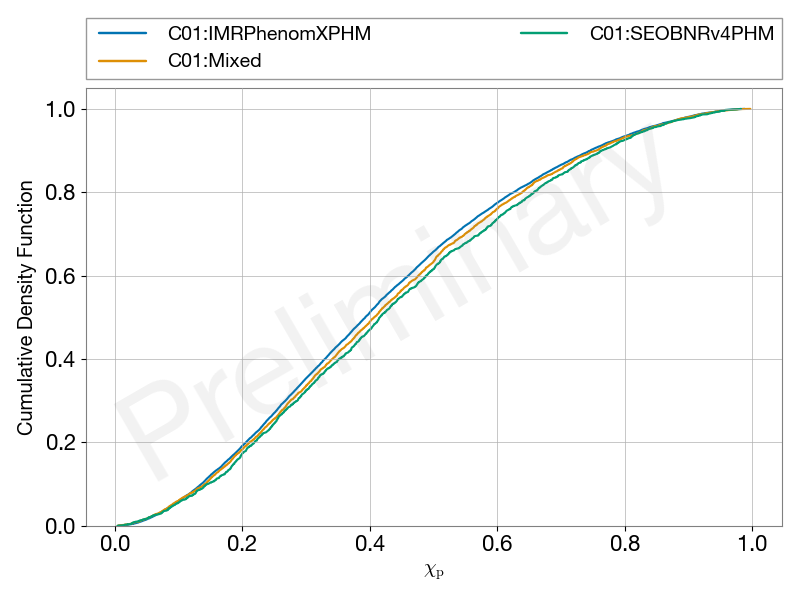 C01:IMRPhenomXPHM
C01:Mixed
C01:SEOBNRv4PHM
Preliminary
Cumulative Density Function
1.0
0.8
0.6
0.4
0.2
0.0
0.0 0.2 0.4 0.6 0.8 1.0
χp